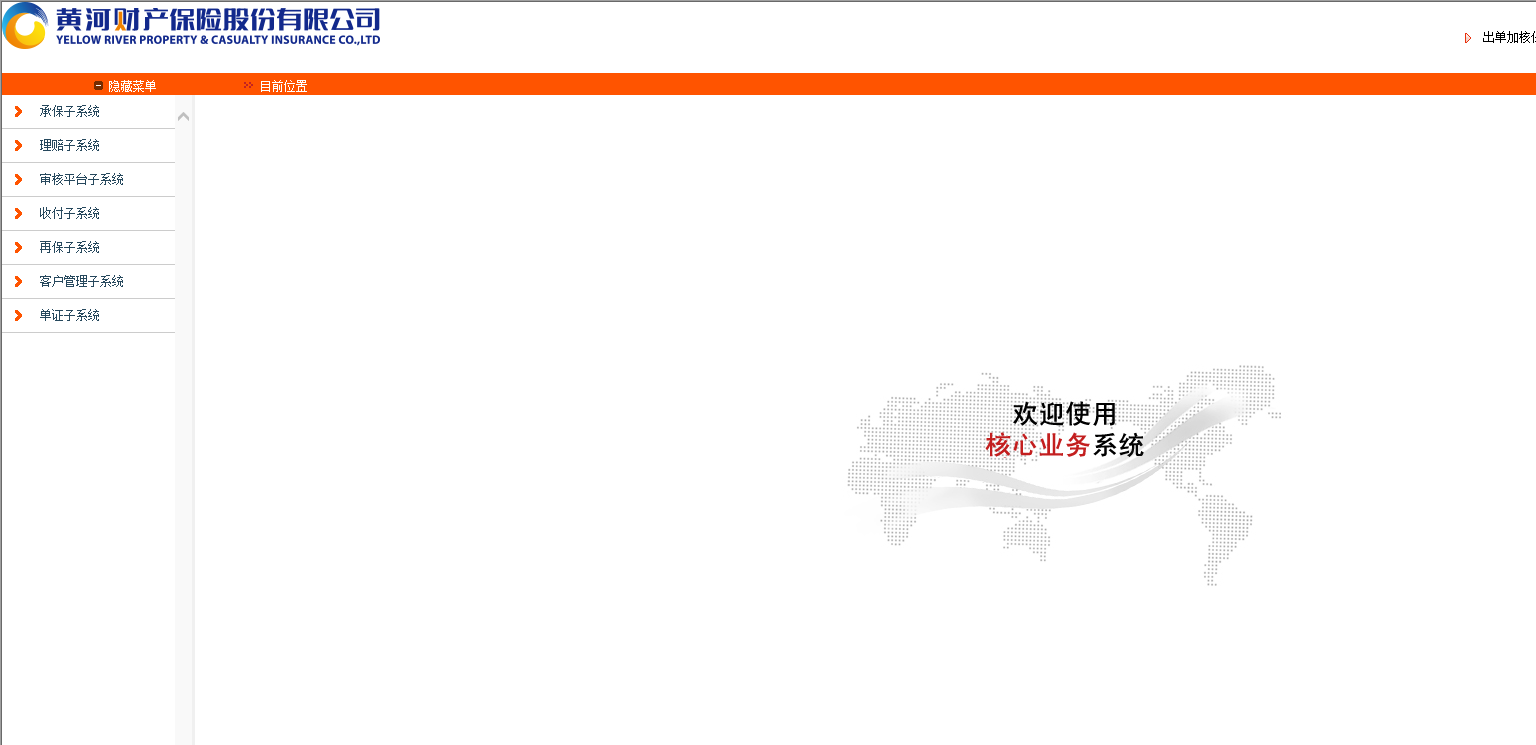 黄河财产保险股份有限公司
YELLOW RIVER PROPERTY & CASUALTY INSURANCE CO.,LTD
出单加核
隐藏菜单
目前位置
承保子系统
理赔子系统
审核平台子系统
收付子系统
再保子系统
客户管理子系统
单证子系统
欢迎使用
核心业务系统